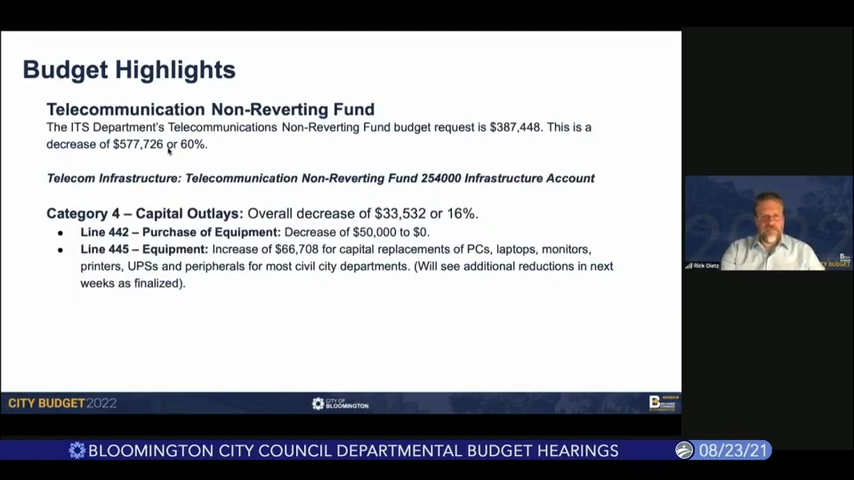 Budget Highlights
Telecommunication Non-Reverting Fund
The ITS Department's Telecommunications Non-Reverting Fund budget request is $387,448. This is a
decrease of $577,726 or 60%.
Telecom Infrastructure: Telecommunication Non-Reverting Fund 254000 Infrastructure Account
Category 4 – Capital Outlays: Overall decrease of $33,532 or 16%.
● Line 442 – Purchase of Equipment: Decrease of $50,000 to $0.
● Line 445 – Equipment: Increase of $66,708 for capital replacements of PCs, laptops, monitors,
printers, UPSs and peripherals for most civil city departments. (Will see additional reductions in next
weeks as finalized).
Rick Dietz
CITY BUDGET 2022
CITY OF
BLOOMINGTON
BLOOMINGTON CITY COUNCIL DEPARTMENTAL BUDGET HEARINGS
08/23/21